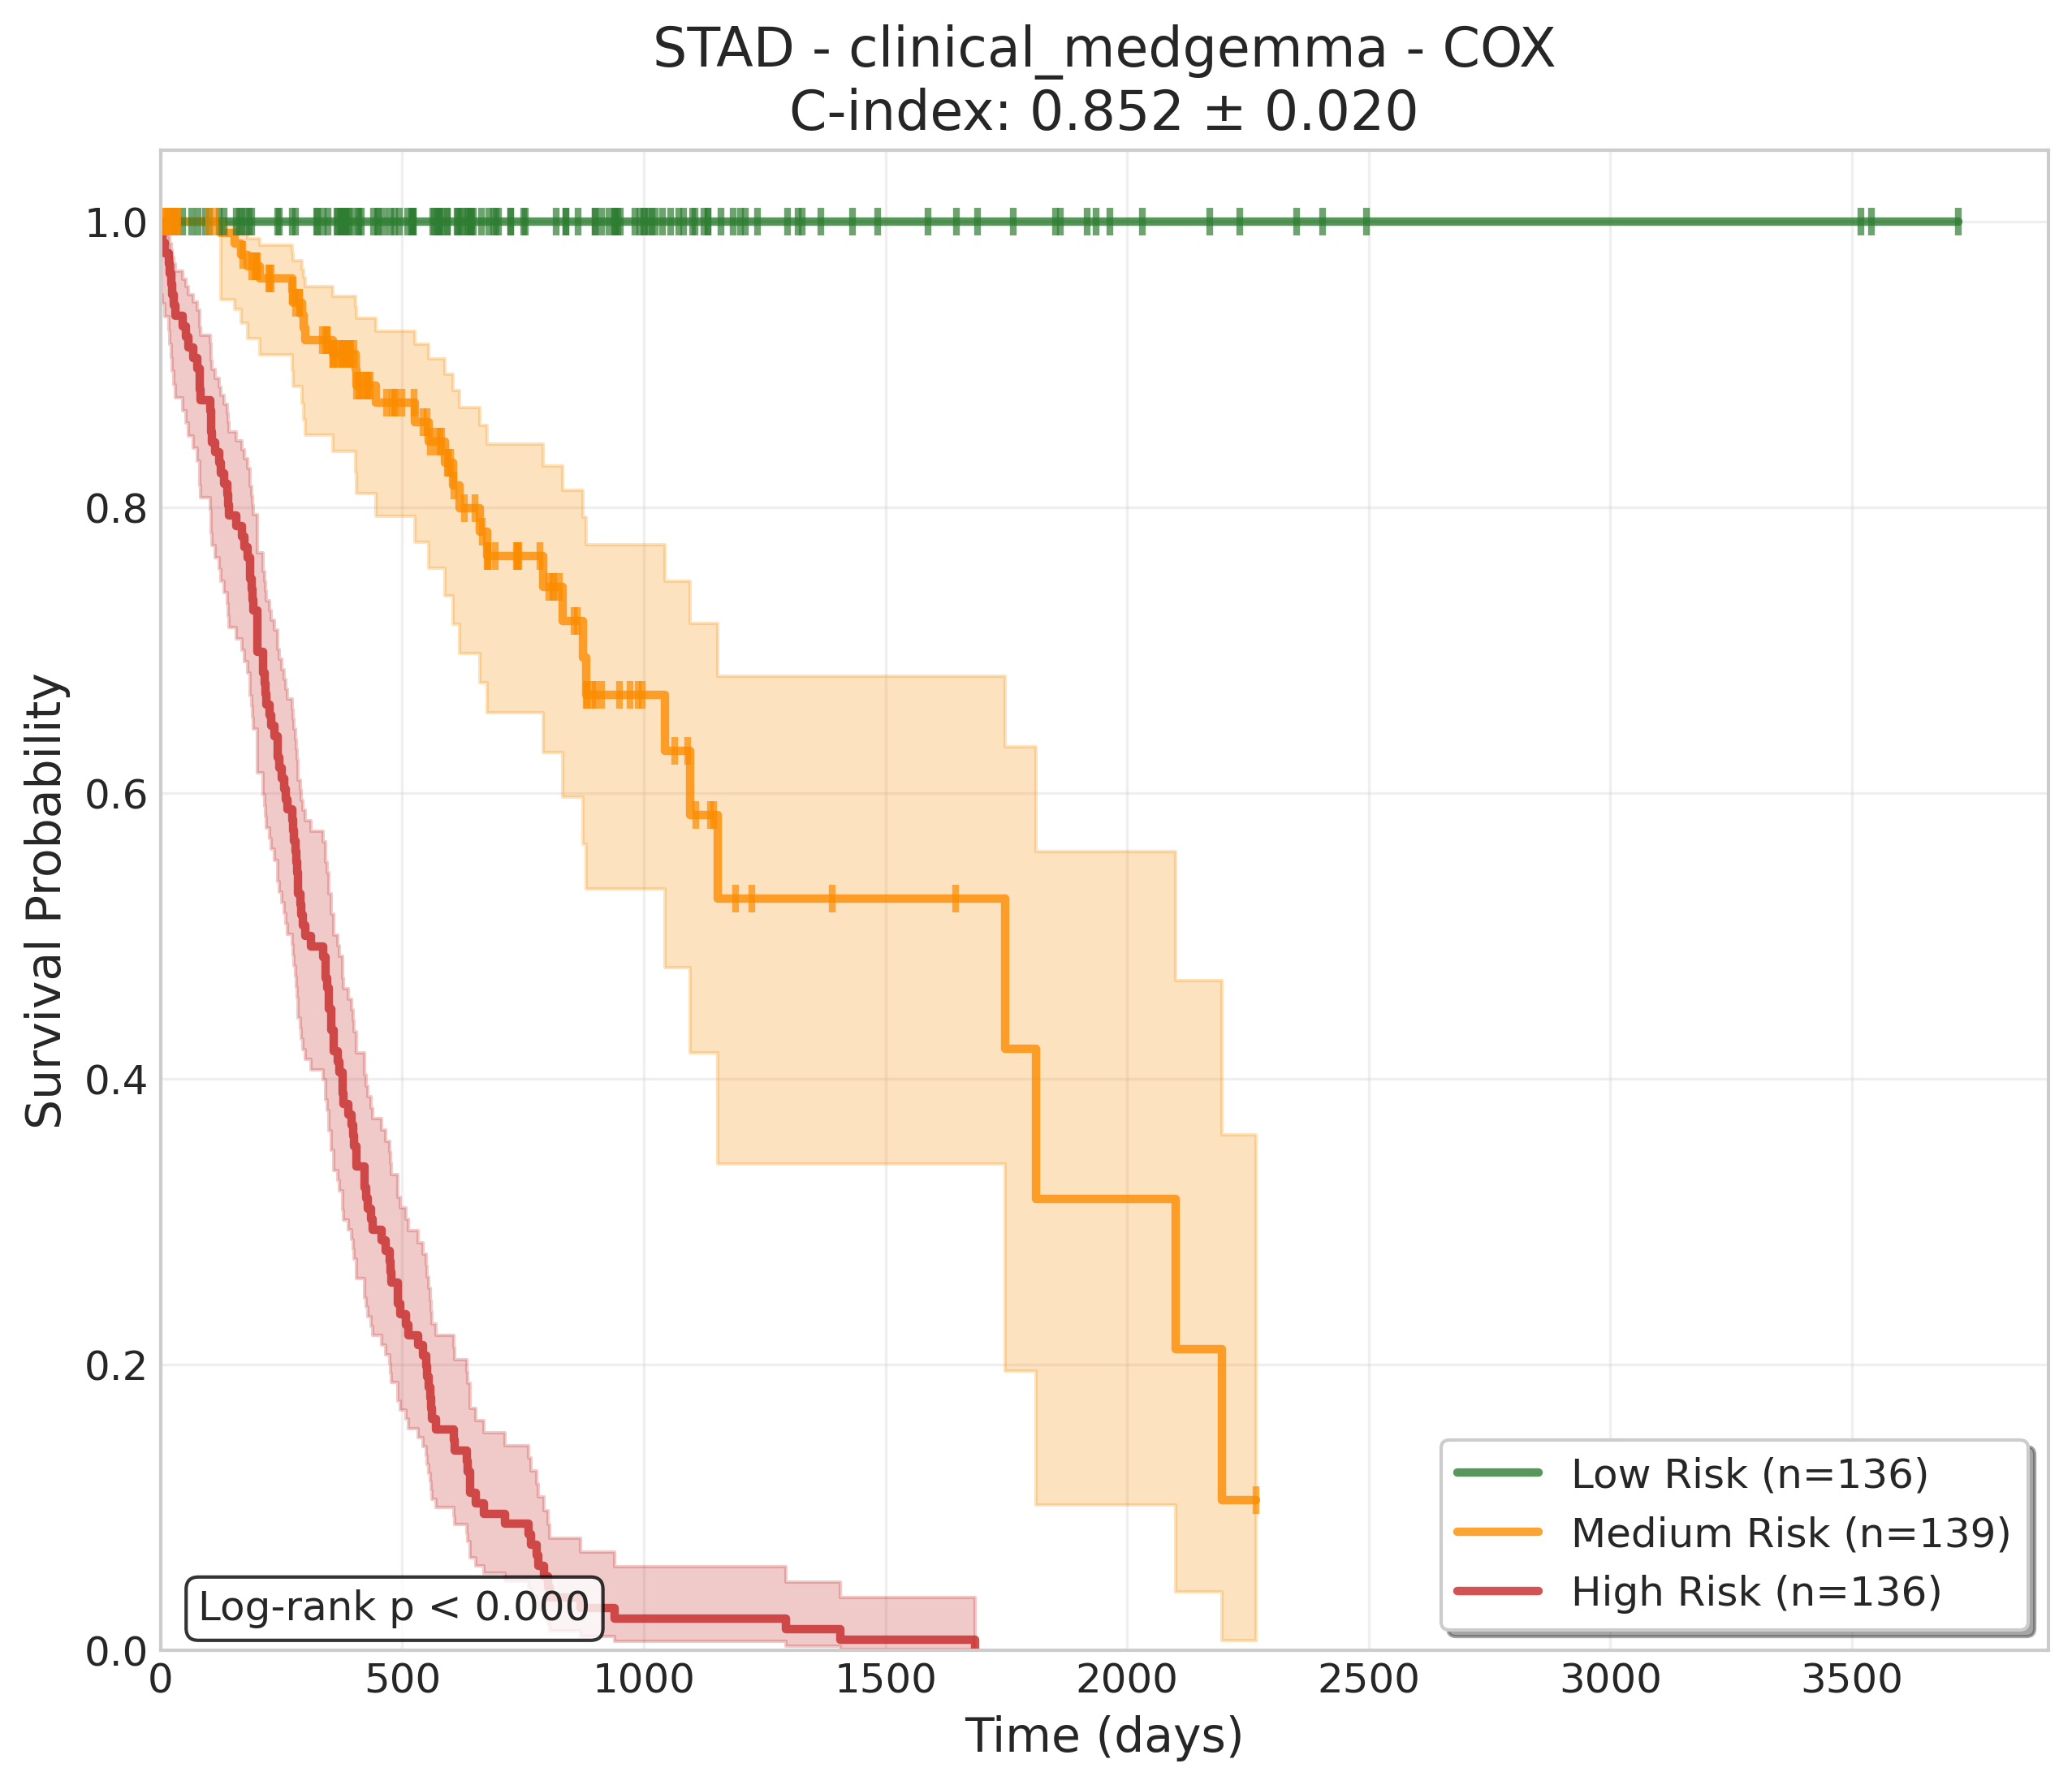 STAD - clinical_medgemma - COX
C-index: 0.852 ± 0.020
Survival Probability
1.0
0.8
0.6
0.4
0.2
0.0
Log-rank p < 0.000
Low Risk (n=136)
Medium Risk (n=139)
High Risk (n=136)
0 500 1000 1500 2000 2500 3000 3500
Time (days)